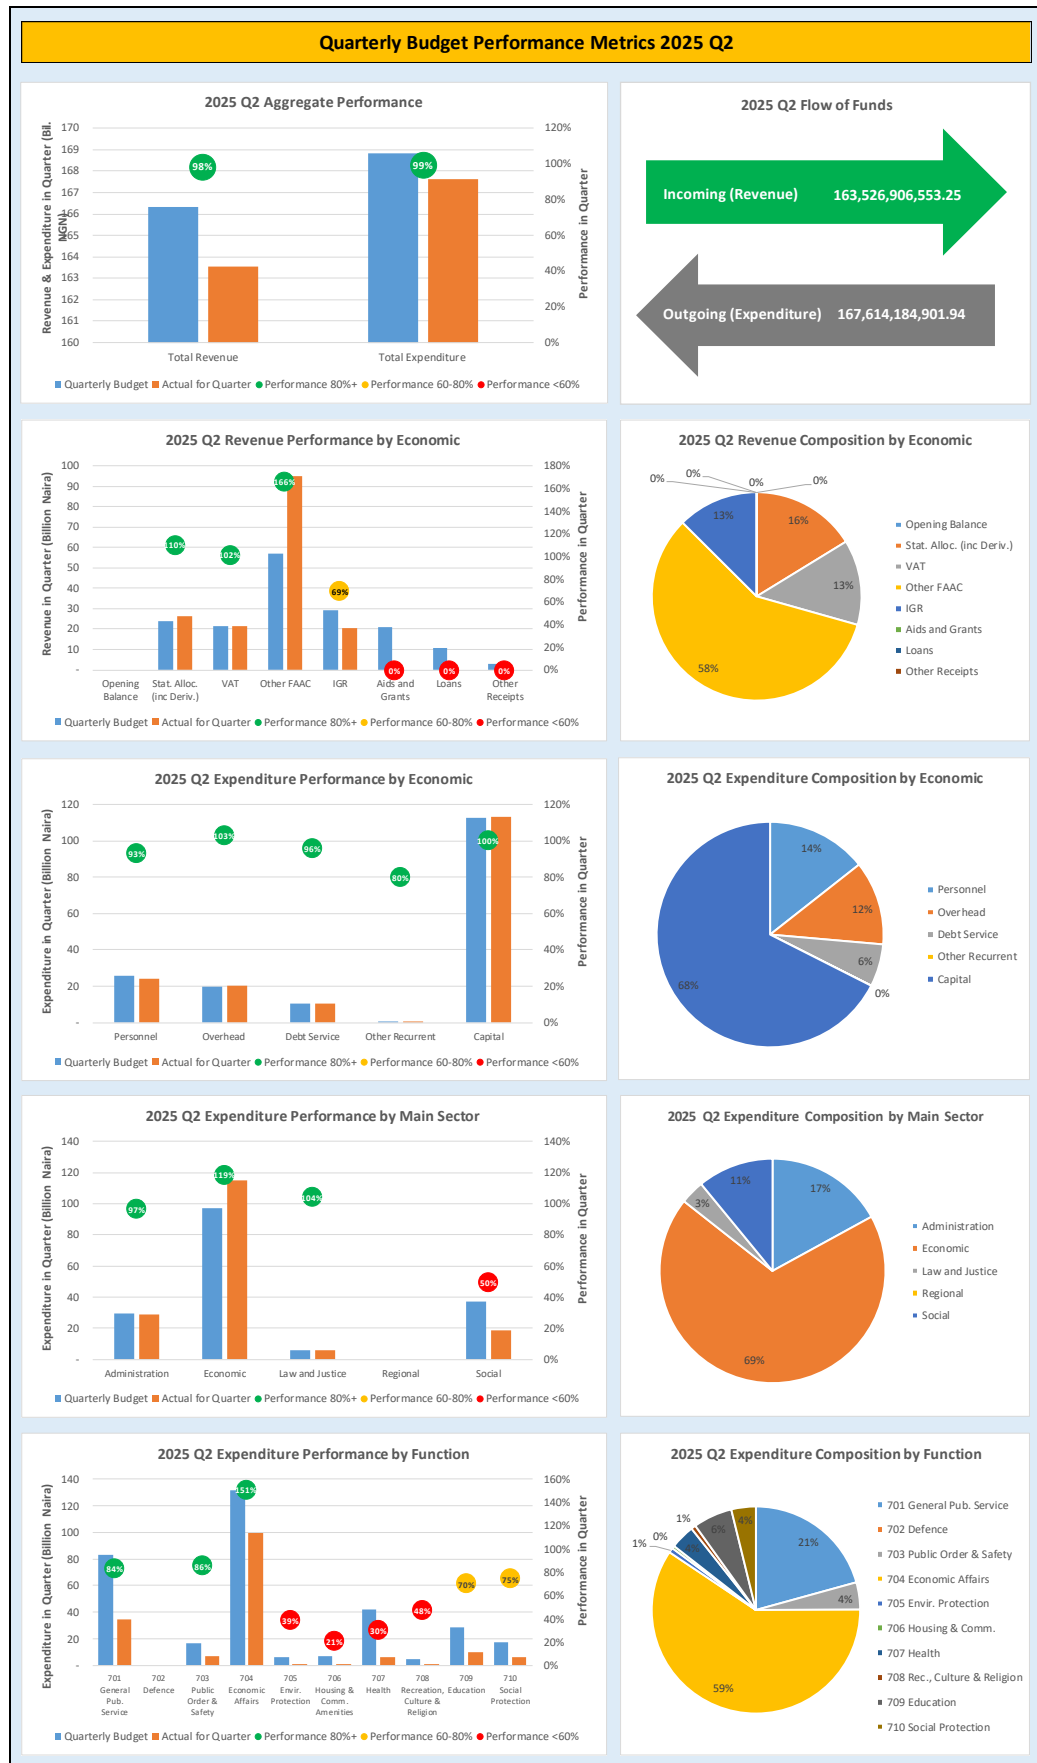 Quarterly Budget Performance Metrics 2025 Q2
2025 Q2 Aggregate Performance
Revenue & Expenditure in Quarter (Bil. NGN)
170
169
168
167
166
165
164
163
162
161
160
120%
100%
80%
60%
40%
20%
0%
Performance in Quarter
98%
99%
Total Revenue
Total Expenditure
Quarterly Budget
Actual for Quarter
Performance 80%+
Performance 60-80%
Performance <60%
2025 Q2 Flow of Funds
Incoming (Revenue) 163,526,906,553.25
Outgoing (Expenditure) 167,614,184,901.94
2025 Q2 Revenue Performance by Economic
Revenue in Quarter (Billion Naira)
100
90
80
70
60
50
40
30
20
10
-
180%
160%
140%
120%
100%
80%
60%
40%
20%
0%
Performance in Quarter
110%
102%
166%
69%
0%
0%
0%
Opening
Balance
Stat. Alloc.
(inc Deriv.)
VAT
Other FAAC
IGR
Aids and
Grants
Loans
Other
Receipts
Quarterly Budget
Actual for Quarter
Performance 80%+
Performance 60-80%
Performance <60%
2025 Q2 Revenue Composition by Economic
0%
0%
0%
0%
13%
16%
13%
58%
Opening Balance
Stat. Alloc. (inc Deriv.)
VAT
Other FAAC
IGR
Aids and Grants
Loans
Other Receipts
2025 Q2 Expenditure Performance by Economic
Expenditure in Quarter (Billion Naira)
120
100
80
60
40
20
-
120%
100%
80%
60%
40%
20%
0%
Performance in Quarter
93%
103%
96%
80%
100%
Personnel
Overhead
Debt Service
Other Recurrent
Capital
Quarterly Budget
Actual for Quarter
Performance 80%+
Performance 60-80%
Performance <60%
2025 Q2 Expenditure Composition by Economic
14%
12%
6%
0%
68%
Personnel
Overhead
Debt Service
Other Recurrent
Capital
2025 Q2 Expenditure Performance by Main Sector
Expenditure in Quarter (Billion Naira)
140
120
100
80
60
40
20
-
140%
120%
100%
80%
60%
40%
20%
0%
Performance in Quarter
97%
119%
104%
50%
Administration
Economic
Law and Justice
Regional
Social
Quarterly Budget
Actual for Quarter
Performance 80%+
Performance 60-80%
Performance <60%
2025 Q2 Expenditure Composition by Main Sector
11%
17%
3%
69%
Administration
Economic
Law and Justice
Regional
Social
2025 Q2 Expenditure Performance by Function
Expenditure in Quarter (Billion Naira)
140
120
100
80
60
40
20
-
160%
140%
120%
100%
80%
60%
40%
20%
0%
Performance in Quarter
84%
86%
151%
39%
21%
30%
48%
70%
75%
701
General
Pub.
Service
702
Defence
703
Public
Order &
Safety
704
Economic
Affairs
705
Envir.
Protection
706
Housing &
Comm.
Amenities
707
Health
708
Recreation,
Culture &
Religion
709
Education
710
Social
Protection
Quarterly Budget
Actual for Quarter
Performance 80%+
Performance 60-80%
Performance <60%
2025 Q2 Expenditure Composition by Function
1%
0%
1%
4%
6%
4%
21%
4%
59%
701 General Pub. Service
702 Defence
703 Public Order & Safety
704 Economic Affairs
705 Envir. Protection
706 Housing & Comm.
707 Health
708 Rec., Culture & Religion
709 Education
710 Social Protection